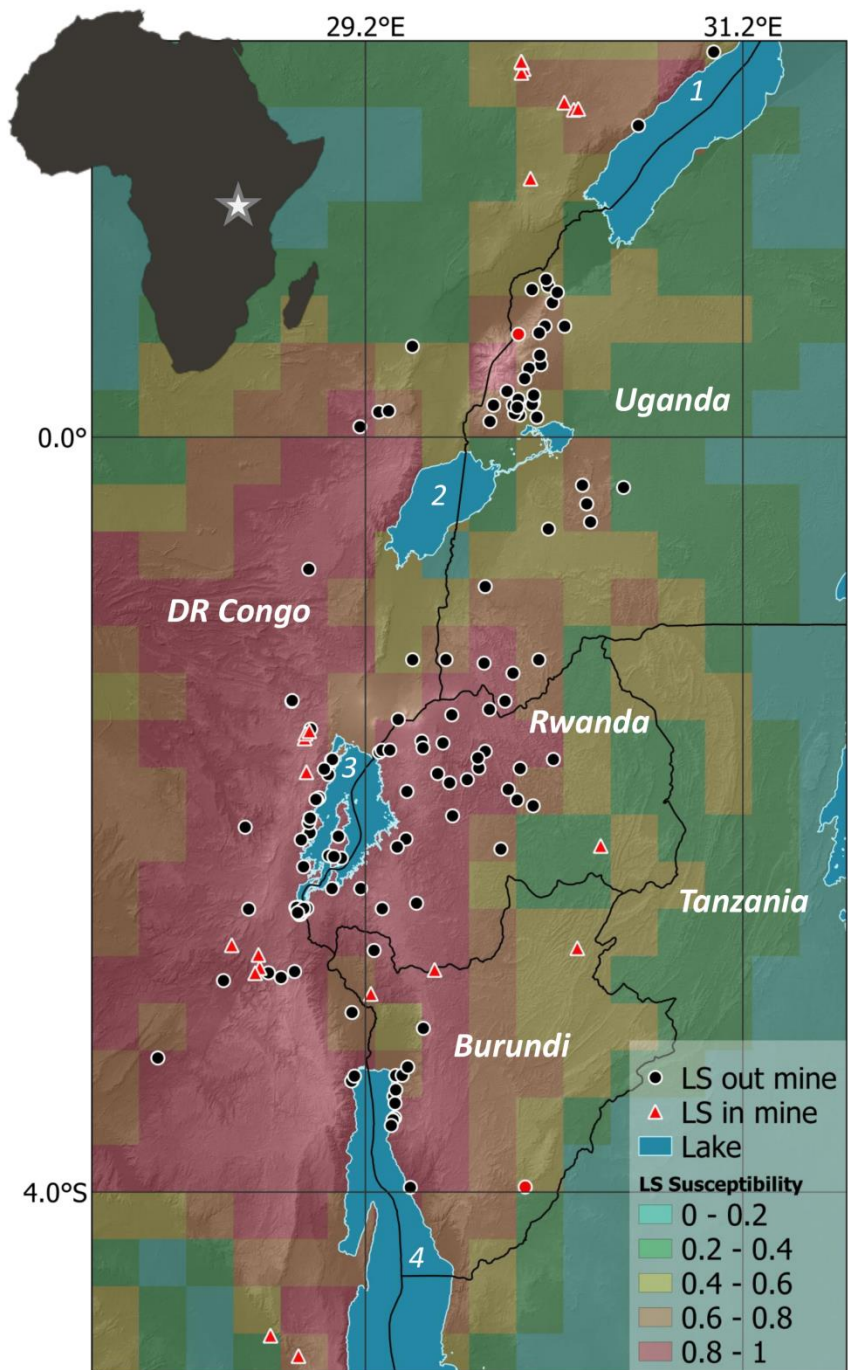 29.2°E 31.2°E
1
Uganda
0.0°
2
DR Congo
Rwanda
3
Tanzania
Burundi
LS out mine
LS in mine
Lake
LS Susceptibility
0 - 0.2
0.2 - 0.4
0.4 - 0.6
0.6 - 0.8
0.8 - 1
4.0°S
4